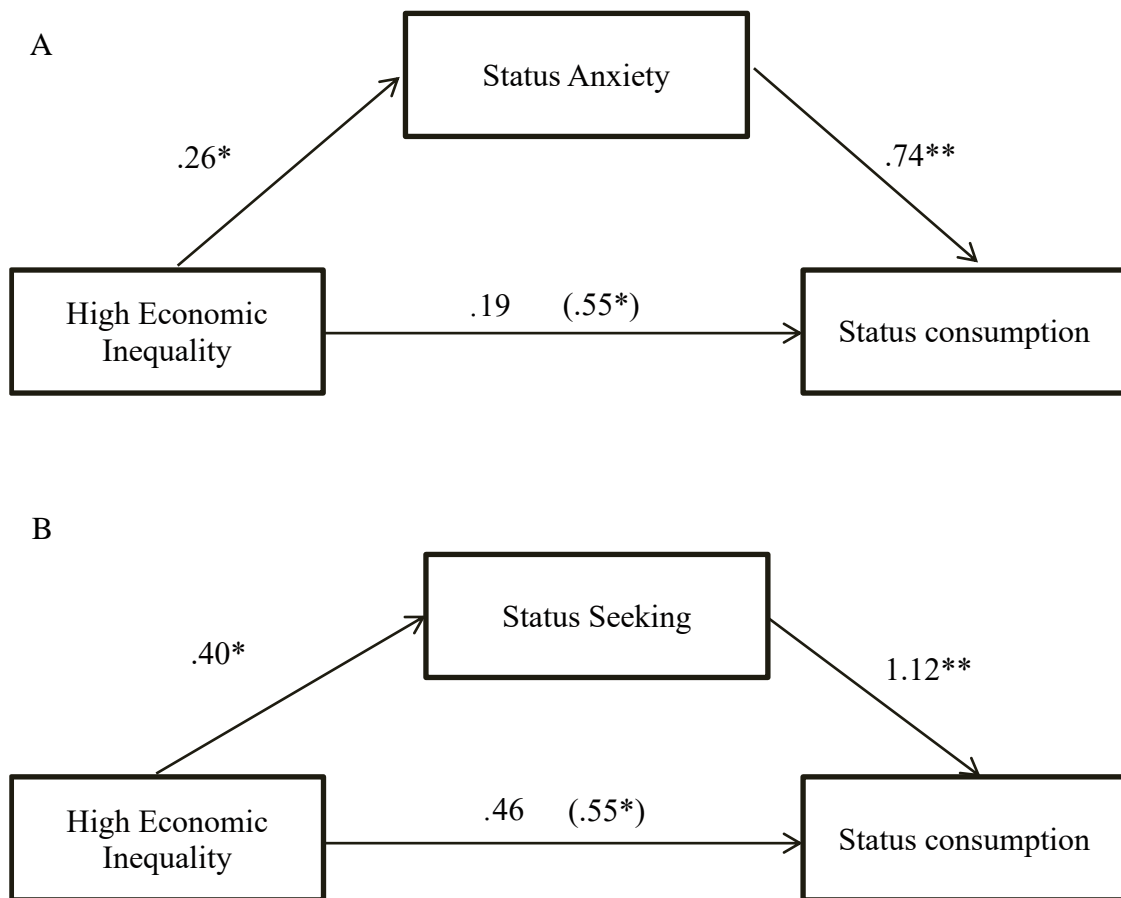 A
Status Anxiety
.26*
.74**
High Economic
Inequality
.19 (.55*)
Status consumption
B
Status Seeking
.40*
1.12**
High Economic
Inequality
.46 (.55*)
Status consumption